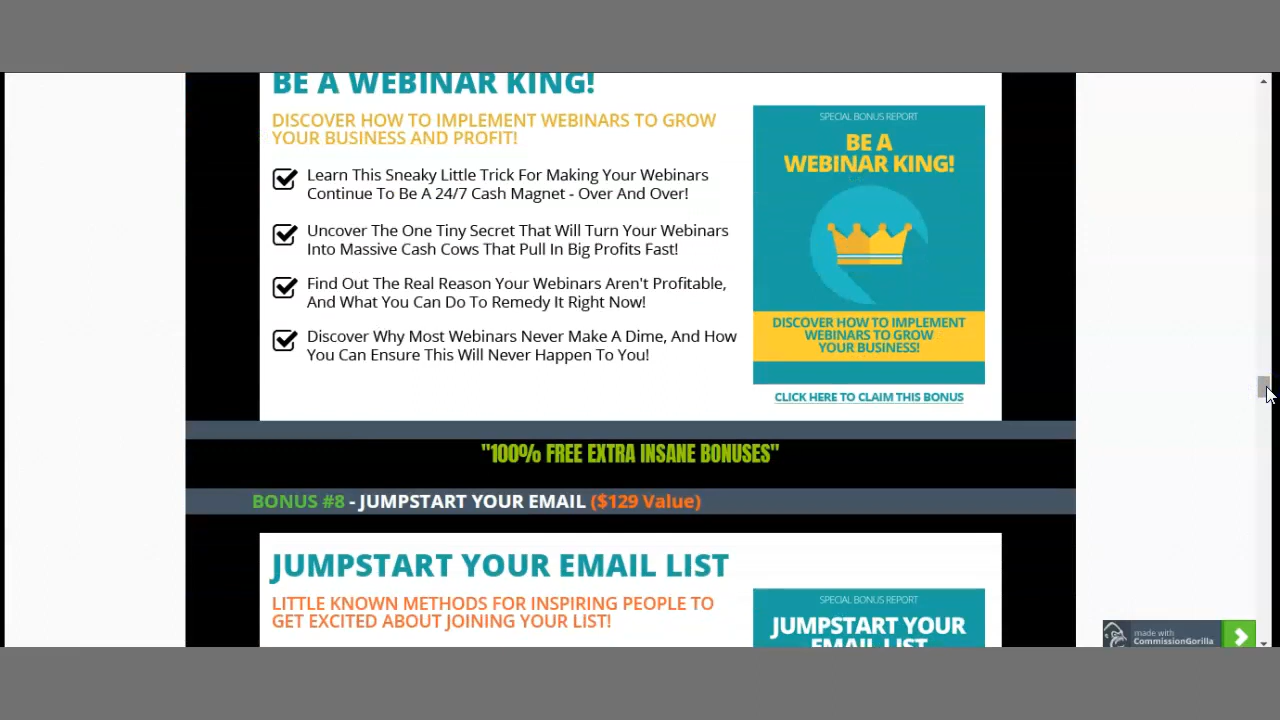 BE A WEBINAR KING!
DISCOVER HOW TO IMPLEMENT WEBINARS TO GROW
YOUR BUSINESS AND PROFIT!
Learn This Sneaky Little Trick For Making Your Webinars
Continue To Be A 24/7 Cash Magnet - Over And Over!
Uncover The One Tiny Secret That Will Turn Your Webinars
Into Massive Cash Cows That Pull In Big Profits Fast!
Find Out The Real Reason Your Webinars Aren't Profitable,
And What You Can Do To Remedy It Right Now!
Discover Why Most Webinars Never Make A Dime, And How
You Can Ensure This Will Never Happen To You!
SPECIAL BONUS REPORT
BE A
WEBINAR KING!
DISCOVER HOW TO IMPLEMENT
WEBINARS TO GROW
YOUR BUSINESS!
CLICK HERE TO CLAIM THIS BONUS
"100% FREE EXTRA INSANE BONUSES"
BONUS #8 - JUMPSTART YOUR EMAIL ($129 Value)
JUMPSTART YOUR EMAIL LIST
LITTLE KNOWN METHODS FOR INSPIRING PEOPLE TO
GET EXCITED ABOUT JOINING YOUR LIST!
SPECIAL BONUS REPORT
JUMPSTART YOUR
EMAIL LIST
made with
CommissionGorilla